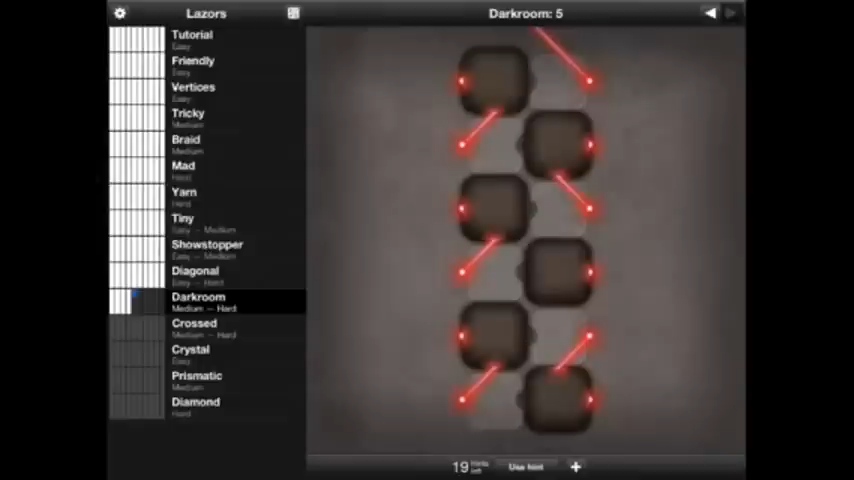 Lazors
Darkroom: 5
Tutorial
Easy
Friendly
Easy
Vertices
Easy
Tricky
Medium
Braid
Medium
Mad
Hard
Yarn
Hard
Tiny
Easy — Medium
Showstopper
Easy — Medium
Diagonal
Easy — Hard
Darkroom
Medium — Hard
Crossed
Medium — Hard
Crystal
Easy
Prismatic
Medium
Diamond
Hard
19 hints left
Use hint
+